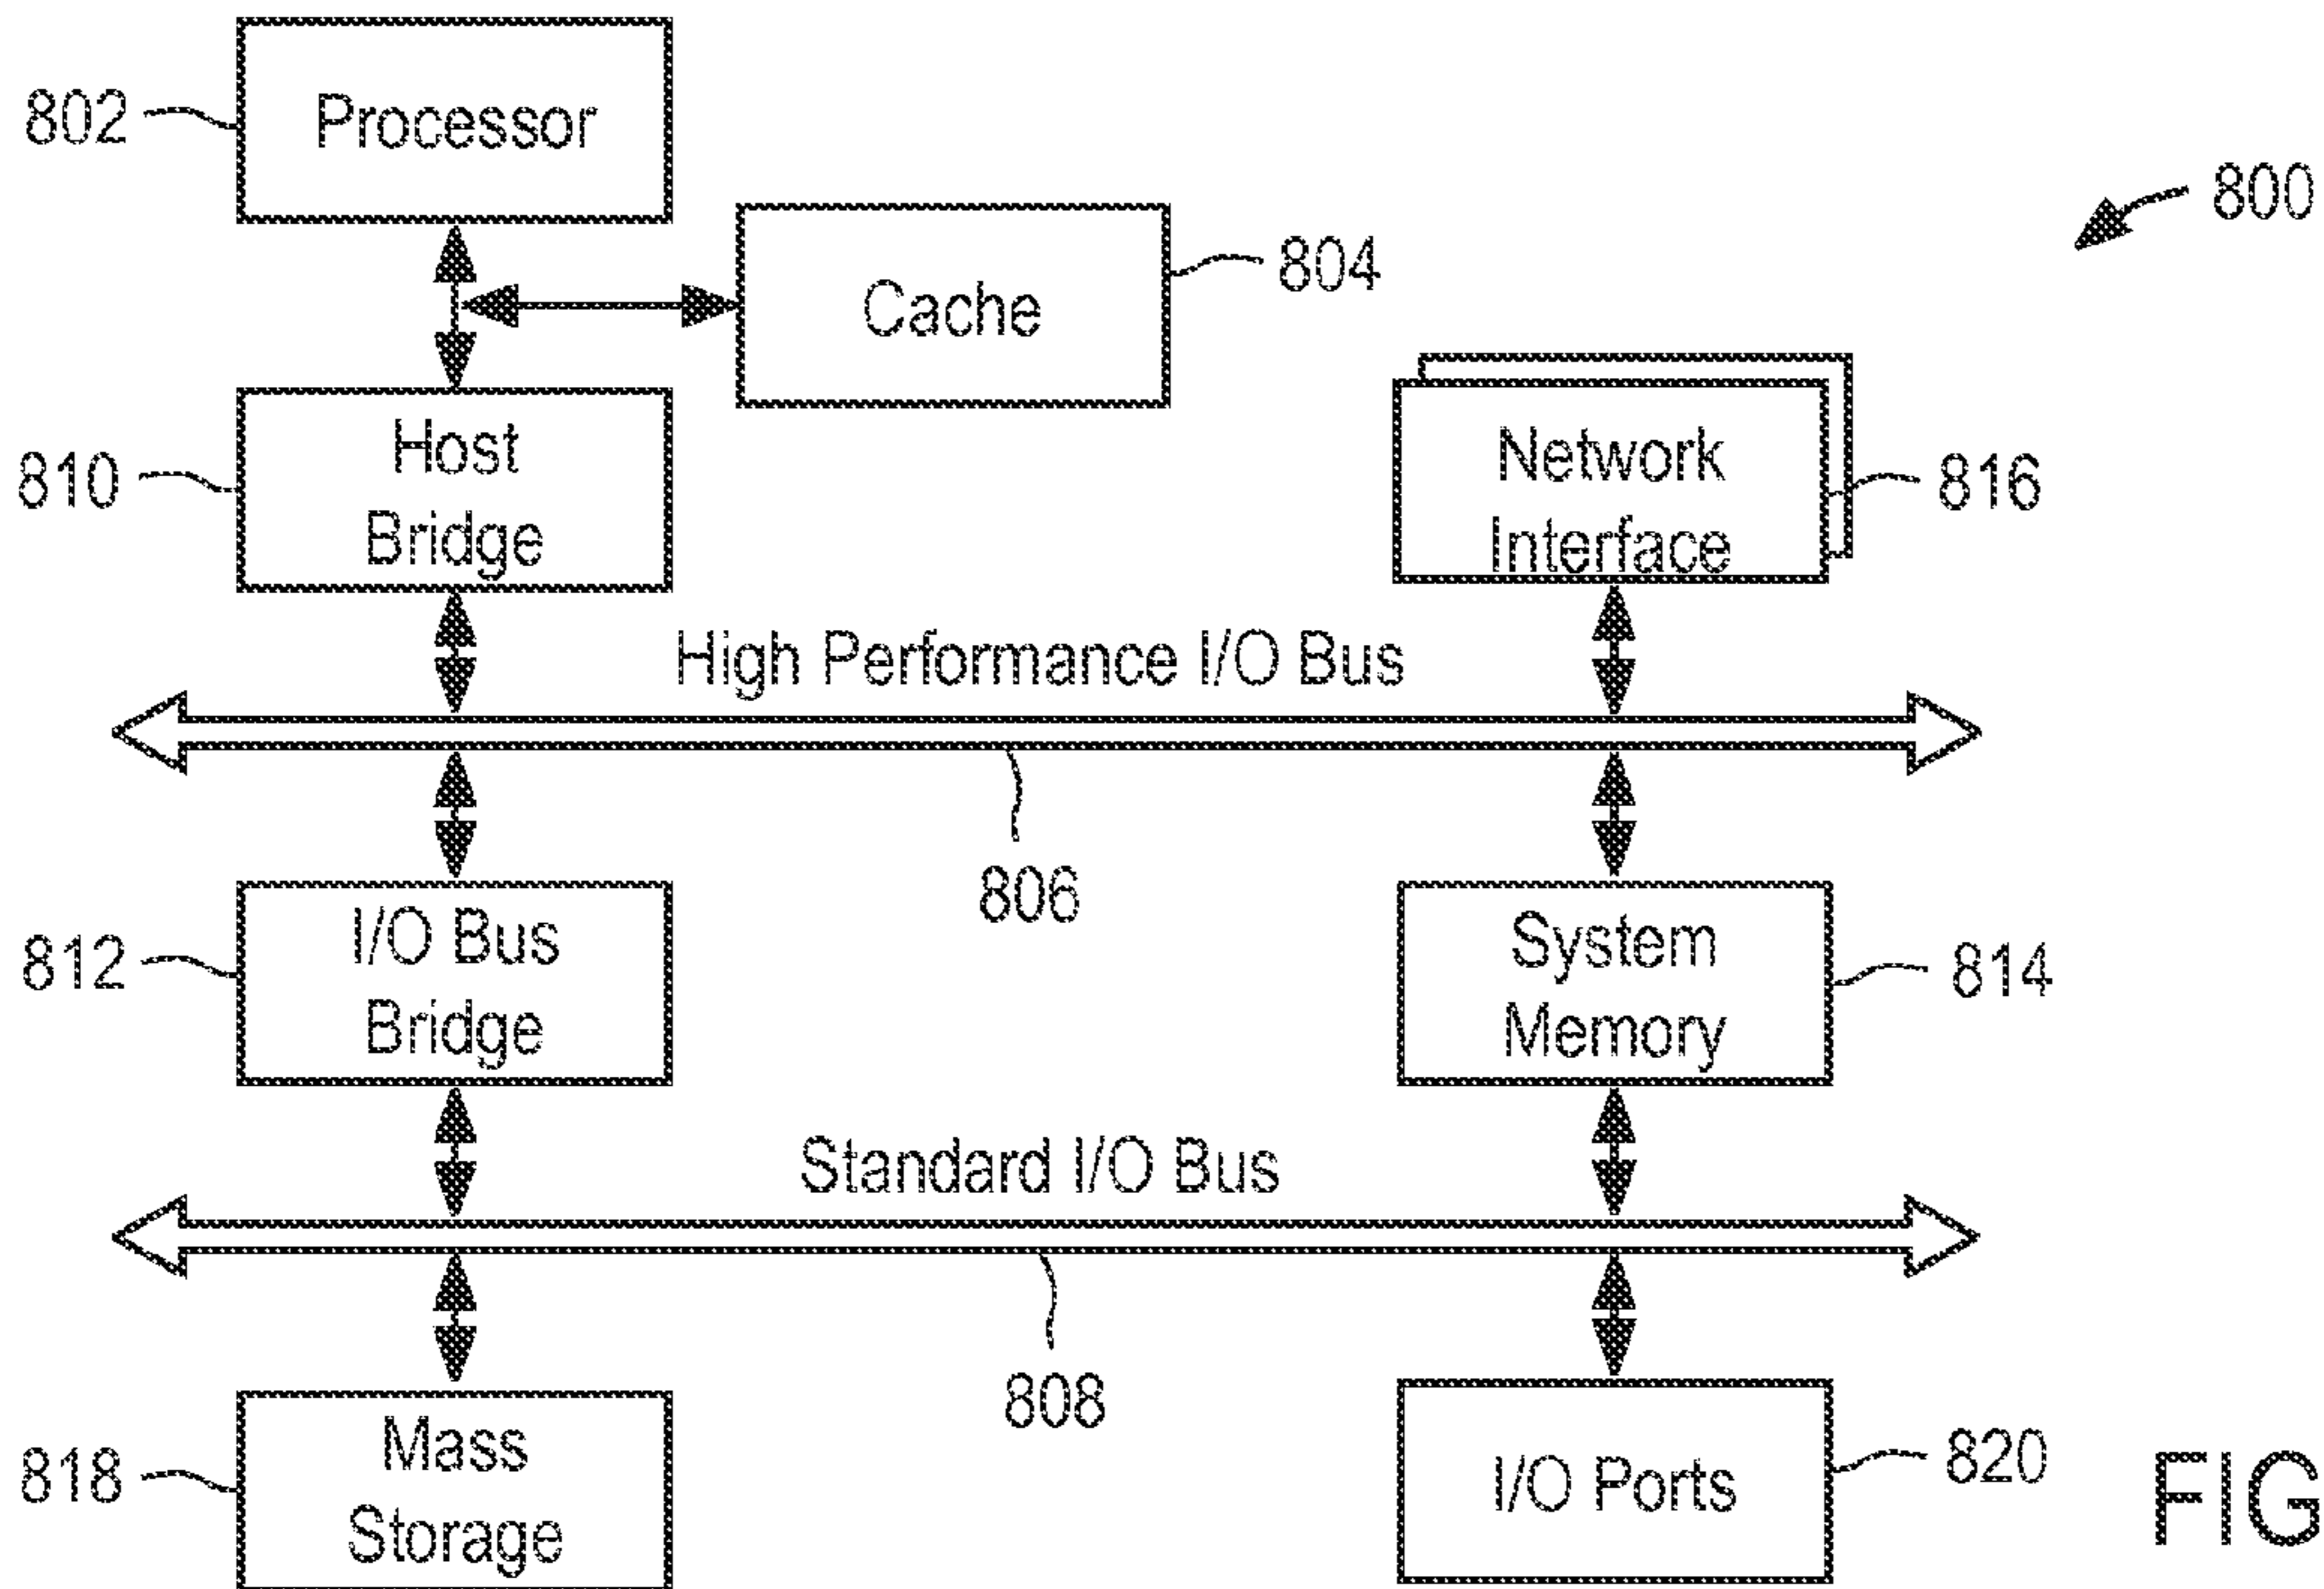 802
Processor
800
804
Cache
810
Host
Bridge
Network
Interface
816
High Performance I/O Bus
806
812
I/O Bus
Bridge
System
Memory
814
Standard I/O Bus
808
818
Mass
Storage
I/O Ports
820
FIG